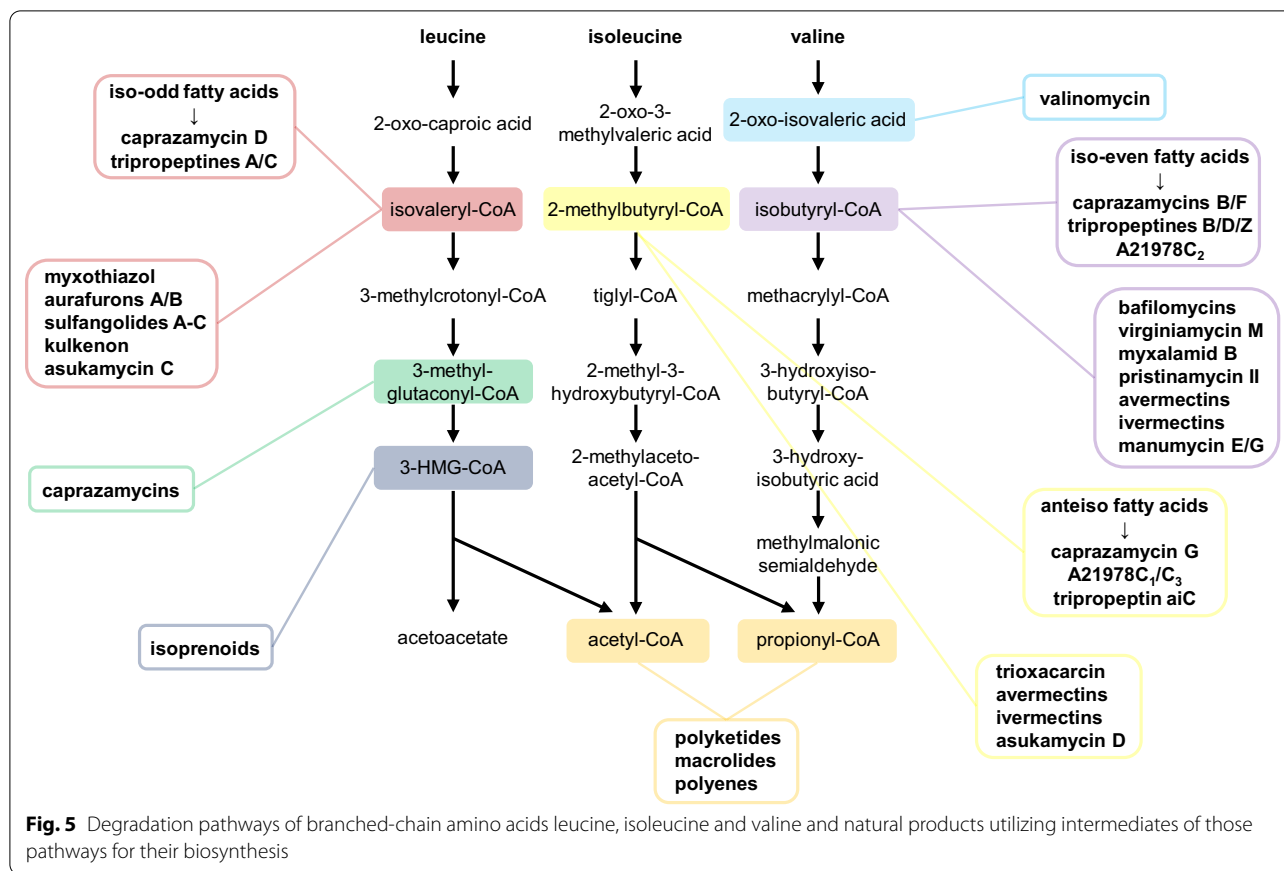 leucine
isoleucine
valine
iso-odd fatty acids
↓
caprazamycin D
tripropeptines A/C
2-oxo-caproic acid
2-oxo-3-
methylvaleric acid
2-oxo-isovaleric acid
valinomycin
iso-even fatty acids
↓
caprazamycins B/F
tripropeptines B/D/Z
A21978C₂
isovaleryl-CoA
2-methylbutyryl-CoA
isobutyryl-CoA
myxothiazol
aurafurons A/B
sulfangolides A-C
kulkenon
asukamycin C
3-methylcrotonyl-CoA
tiglyl-CoA
methacrylyl-CoA
bafilomycins
virginiamycin M
myxalamid B
pristinamycin II
avermectins
ivermectins
manumycin E/G
3-methyl-
glutaconyl-CoA
2-methyl-3-
hydroxybutyryl-CoA
3-hydroxyiso-
butyryl-CoA
caprazamycins
3-HMG-CoA
2-methylaceto-
acetyl-CoA
3-hydroxy-
isobutyric acid
anteiso fatty acids
↓
caprazamycin G
A21978C₁/C₃
tripropeptin aiC
methylmalonic
semialdehyde
isoprenoids
acetoacetate
acetyl-CoA
propionyl-CoA
trioxacarcin
avermectins
ivermectins
asukamycin D
polyketides
macrolides
polyenes
Fig. 5 Degradation pathways of branched-chain amino acids leucine, isoleucine and valine and natural products utilizing intermediates of those
pathways for their biosynthesis